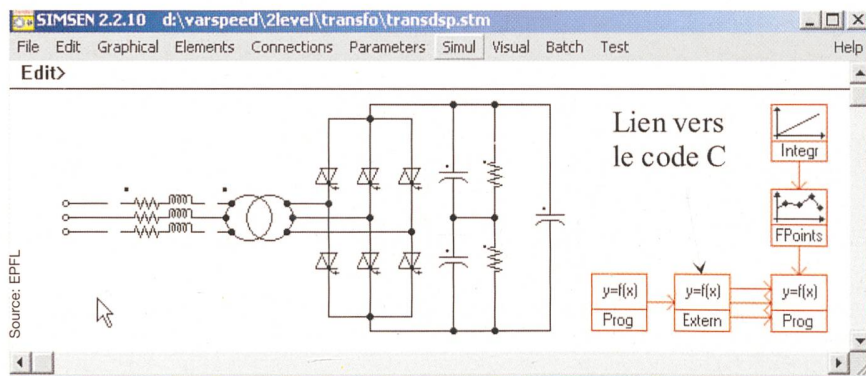 SIMSEN 2.2.10 d:\varspeed\2level\transfo\transdsp.stm
File Edit Graphical Elements Connections Parameters Simul Visual Batch Test Help
Edit>
Lien vers
le code C
Integr
FPoints
y=f(x) y=f(x) y=f(x)
Prog Extern Prog
Source: EPFL